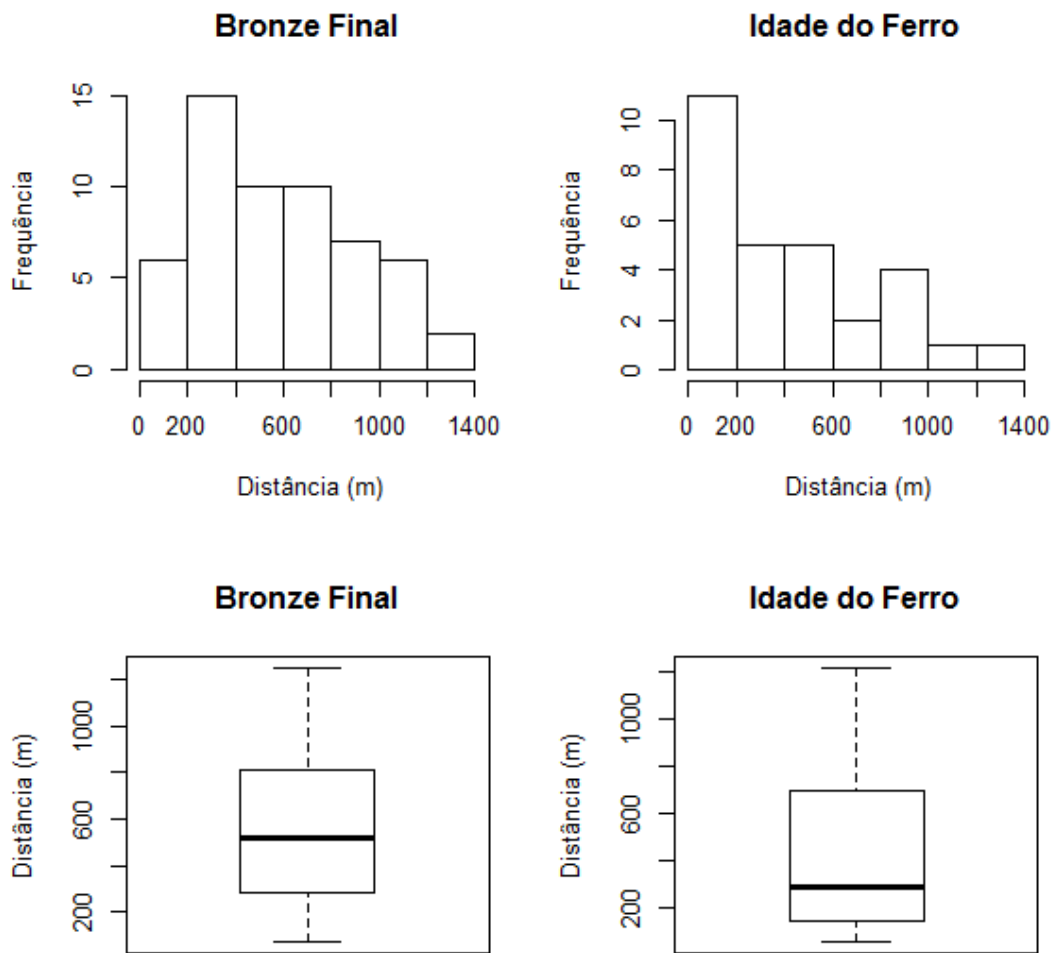 Bronze Final
Frequência
15
10
5
0
0 200 600 1000 1400
Distância (m)
Idade do Ferro
Frequência
10
8
6
4
2
0
0 200 600 1000 1400
Distância (m)
Bronze Final
Distância (m)
1000
600
200
Idade do Ferro
Distância (m)
1000
600
200